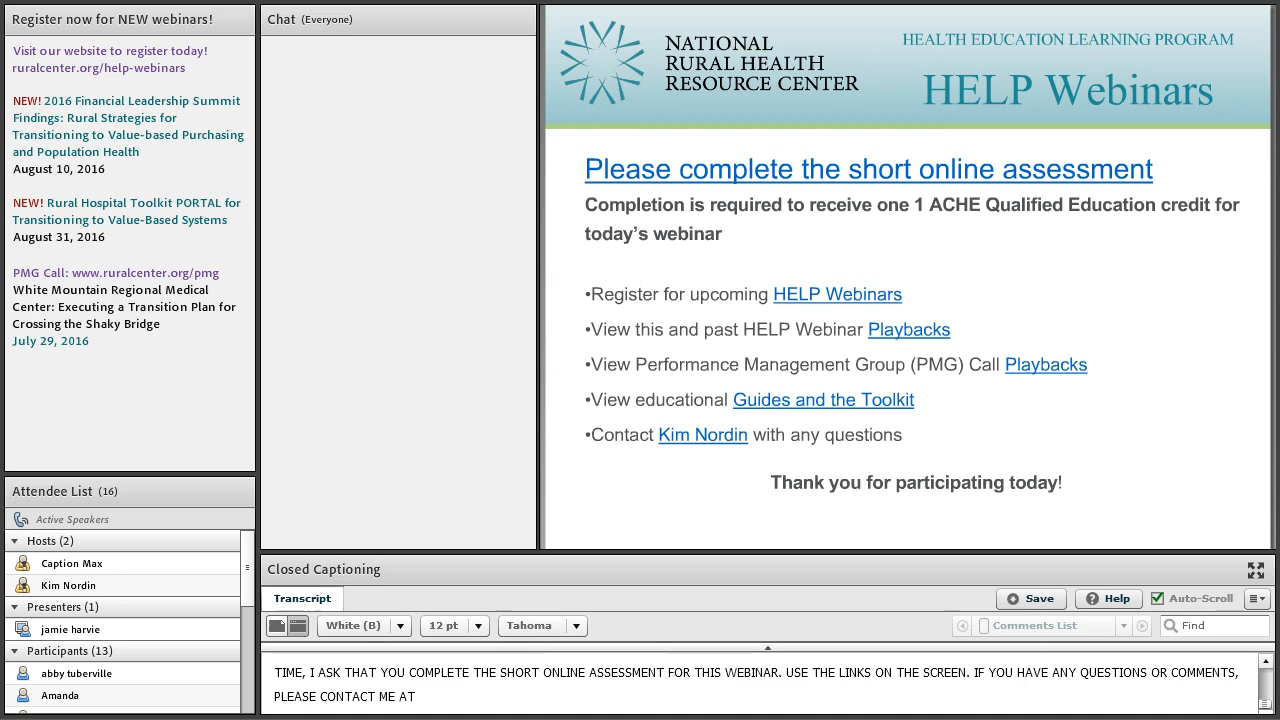 Register now for NEW webinars!
Visit our website to register today!
ruralcenter.org/help-webinars
NEW! 2016 Financial Leadership Summit
Findings: Rural Strategies for
Transitioning to Value-based Purchasing
and Population Health
August 10, 2016
NEW! Rural Hospital Toolkit PORTAL for
Transitioning to Value-Based Systems
August 31, 2016
PMG Call: www.ruralcenter.org/pmg
White Mountain Regional Medical
Center: Executing a Transition Plan for
Crossing the Shaky Bridge
July 29, 2016
Attendee List (16)
Active Speakers
Hosts (2)
Caption Max
Kim Nordin
Presenters (1)
jamie harvie
Participants (13)
abby tuberville
Amanda
Chat (Everyone)
NATIONAL
RURAL HEALTH
RESOURCE CENTER
HEALTH EDUCATION LEARNING PROGRAM
HELP Webinars
Please complete the short online assessment
Completion is required to receive one 1 ACHE Qualified Education credit for
today's webinar
•Register for upcoming HELP Webinars
•View this and past HELP Webinar Playbacks
•View Performance Management Group (PMG) Call Playbacks
•View educational Guides and the Toolkit
•Contact Kim Nordin with any questions
Thank you for participating today!
Closed Captioning
Transcript
Save
Help
Auto-Scroll
White (B)
12 pt
Tahoma
Comments List
Find
TIME, I ASK THAT YOU COMPLETE THE SHORT ONLINE ASSESSMENT FOR THIS WEBINAR. USE THE LINKS ON THE SCREEN. IF YOU HAVE ANY QUESTIONS OR COMMENTS,
PLEASE CONTACT ME AT